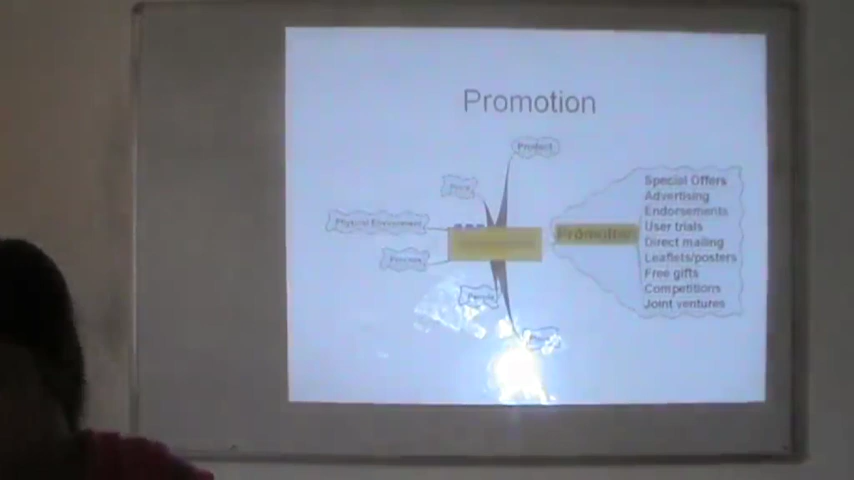 Promotion
Product
Price
Physical Environment
Process
People
Promotion
Special Offers
Advertising
Endorsements
User trials
Direct mailing
Leaflets/posters
Free gifts
Competitions
Joint ventures